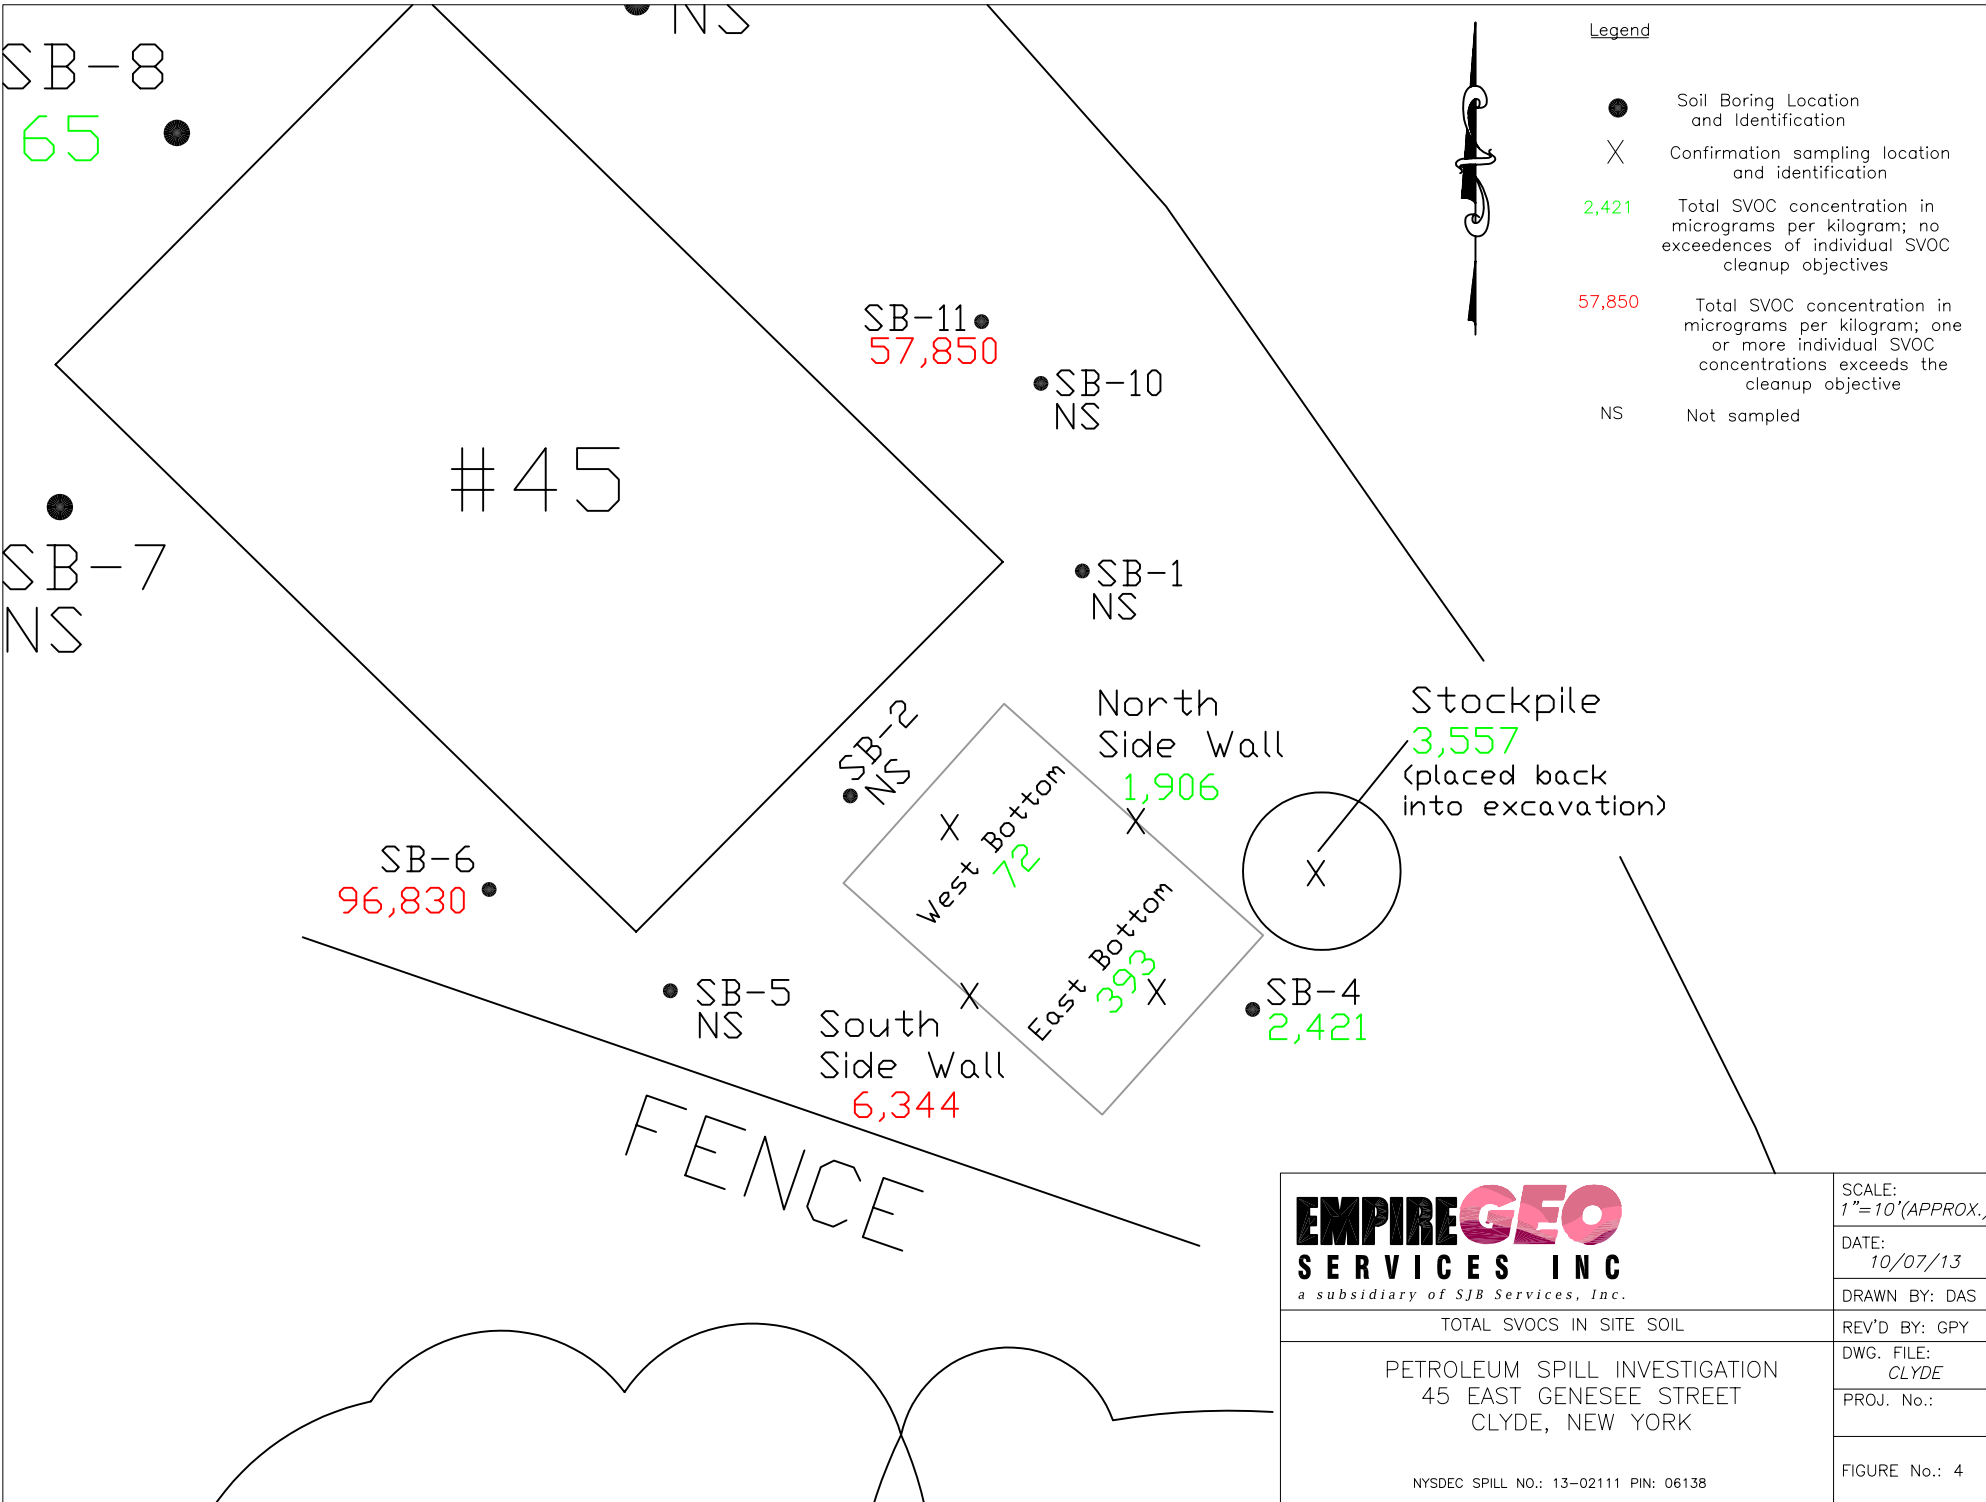 NS
SB-8
65
SB-11
57,850
SB-10
NS
#45
SB-7
NS
SB-1
NS
SB-2
NS
North
Side Wall
1,906
Stockpile
3,557
(placed back
into excavation)
West Bottom
72
East Bottom
393
SB-6
96,830
SB-5
NS
South
Side Wall
6,344
SB-4
2,421
FENCE
Legend
Soil Boring Location
and Identification
X
Confirmation sampling location
and identification
2,421
Total SVOC concentration in
micrograms per kilogram; no
exceedences of individual SVOC
cleanup objectives
57,850
Total SVOC concentration in
micrograms per kilogram; one
or more individual SVOC
concentrations exceeds the
cleanup objective
NS
Not sampled
EMPIRE GEO
SERVICES INC
a subsidiary of SJB Services, Inc.
TOTAL SVOCS IN SITE SOIL
PETROLEUM SPILL INVESTIGATION
45 EAST GENESEE STREET
CLYDE, NEW YORK
NYSDEC SPILL NO.: 13-02111 PIN: 06138
SCALE:
1"=10'(APPROX.)
DATE:
10/07/13
DRAWN BY: DAS
REV'D BY: GPY
DWG. FILE:
CLYDE
PROJ. No.:
FIGURE No.: 4